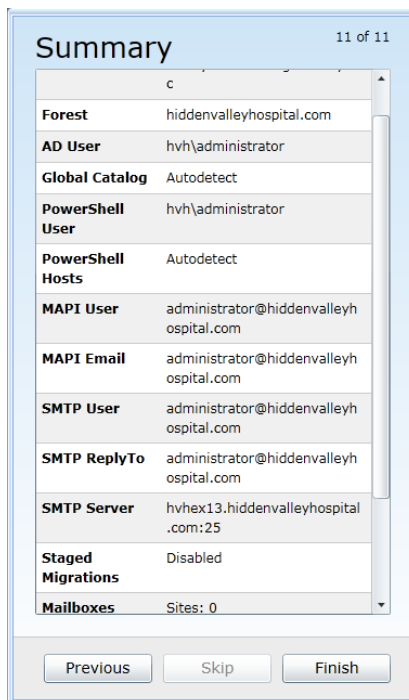 Summary
11 of 11
c
Forest hiddenvalleyhospital.com
AD User hvh\administrator
Global Catalog Autodetect
PowerShell User hvh\administrator
PowerShell Hosts Autodetect
MAPI User administrator@hiddenvalleyh
ospital.com
MAPI Email administrator@hiddenvalleyh
ospital.com
SMTP User administrator@hiddenvalleyh
ospital.com
SMTP ReplyTo administrator@hiddenvalleyh
ospital.com
SMTP Server hvhex13.hiddenvalleyhospital
.com:25
Staged Migrations Disabled
Mailboxes Sites: 0
Previous Skip Finish